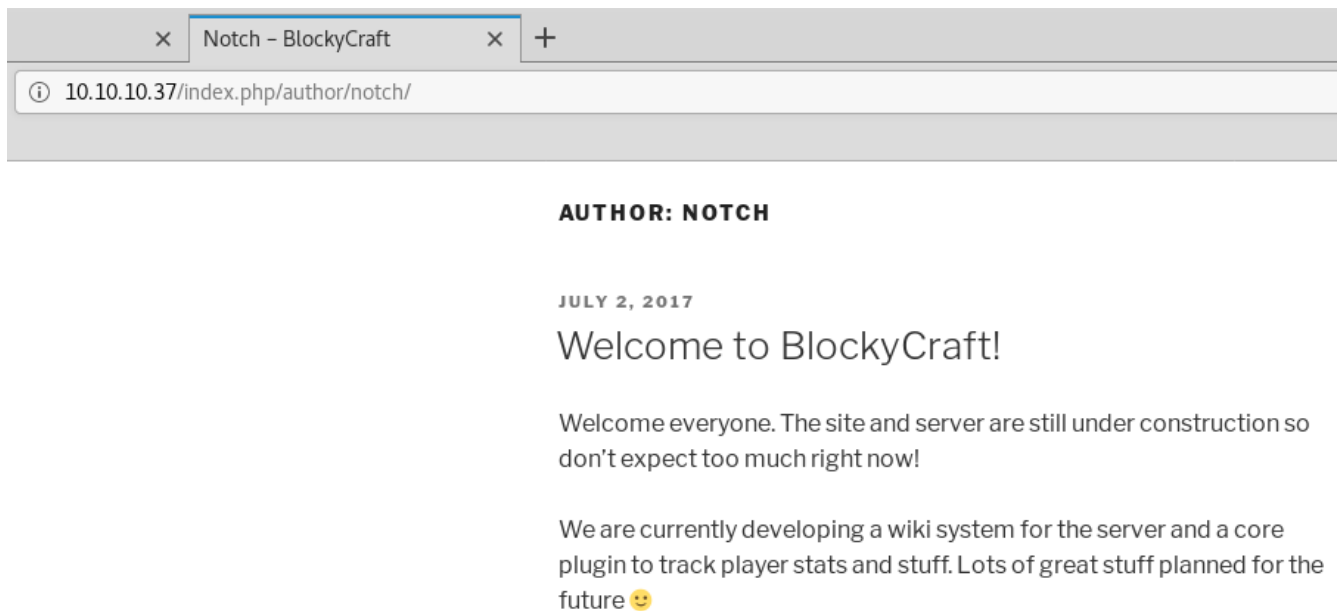 Notch – BlockyCraft
10.10.10.37/index.php/author/notch/
AUTHOR: NOTCH
JULY 2, 2017
Welcome to BlockyCraft!
Welcome everyone. The site and server are still under construction so
don’t expect too much right now!
We are currently developing a wiki system for the server and a core
plugin to track player stats and stuff. Lots of great stuff planned for the
future 🙂